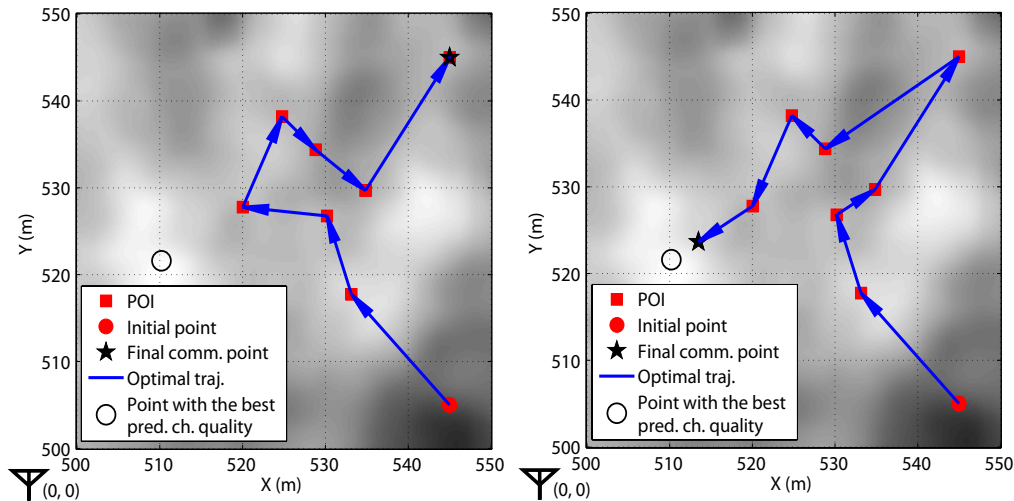 550
540
530
520
510
500
Y (m)
POI
Initial point
Final comm. point
Optimal traj.
Point with the best
pred. ch. quality
500
510
520
530
540
550
X (m)
(0, 0)
550
540
530
520
510
500
Y (m)
POI
Initial point
Final comm. point
Optimal traj.
Point with the best
pred. ch. quality
500
510
520
530
540
550
X (m)
(0, 0)